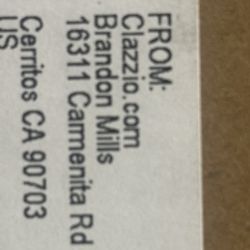 FROM:
Clazzio.com
Brandon Mills
16311 Carmenita Rd
Cerritos CA 90703
US